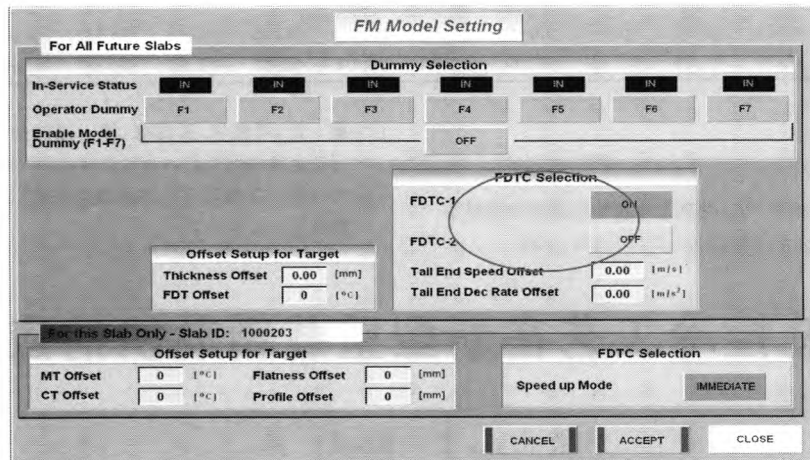 FM Model Setting
For All Future Slabs
Dummy Selection
In-Service Status IN IN IN IN IN IN IN
Operator Dummy F1 F2 F3 F4 F5 F6 F7
Enable Model
Dummy (F1-F7) OFF
FDTC Selection
FDTC-1 ON
FDTC-2 OFF
Tail End Speed Offset 0.00 [m/s]
Tail End Dec Rate Offset 0.00 [m/s²]
Offset Setup for Target
Thickness Offset 0.00 [mm]
FDT Offset 0 [°C]
For this Slab Only - Slab ID: 1000203
Offset Setup for Target
MT Offset 0 [°C] Flatness Offset 0 [mm]
CT Offset 0 [°C] Profile Offset 0 [mm]
FDTC Selection
Speed up Mode IMMEDIATE
CANCEL ACCEPT CLOSE